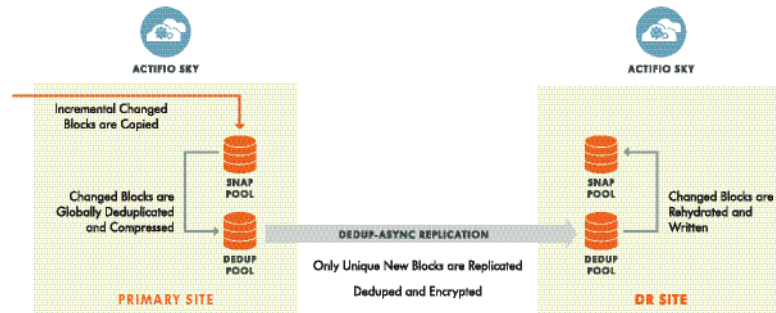 ACTIFIO SKY
ACTIFIO SKY
Incremental Changed
Blocks are Copied
SNAP
POOL
Changed Blocks are
Globally Deduplicated
and Compressed
DEDUP
POOL
PRIMARY SITE
DEDUP-ASYNC REPLICATION
Only Unique New Blocks are Replicated
Deduped and Encrypted
SNAP
POOL
Changed Blocks are
Rehydrated and
Written
DEDUP
POOL
DR SITE